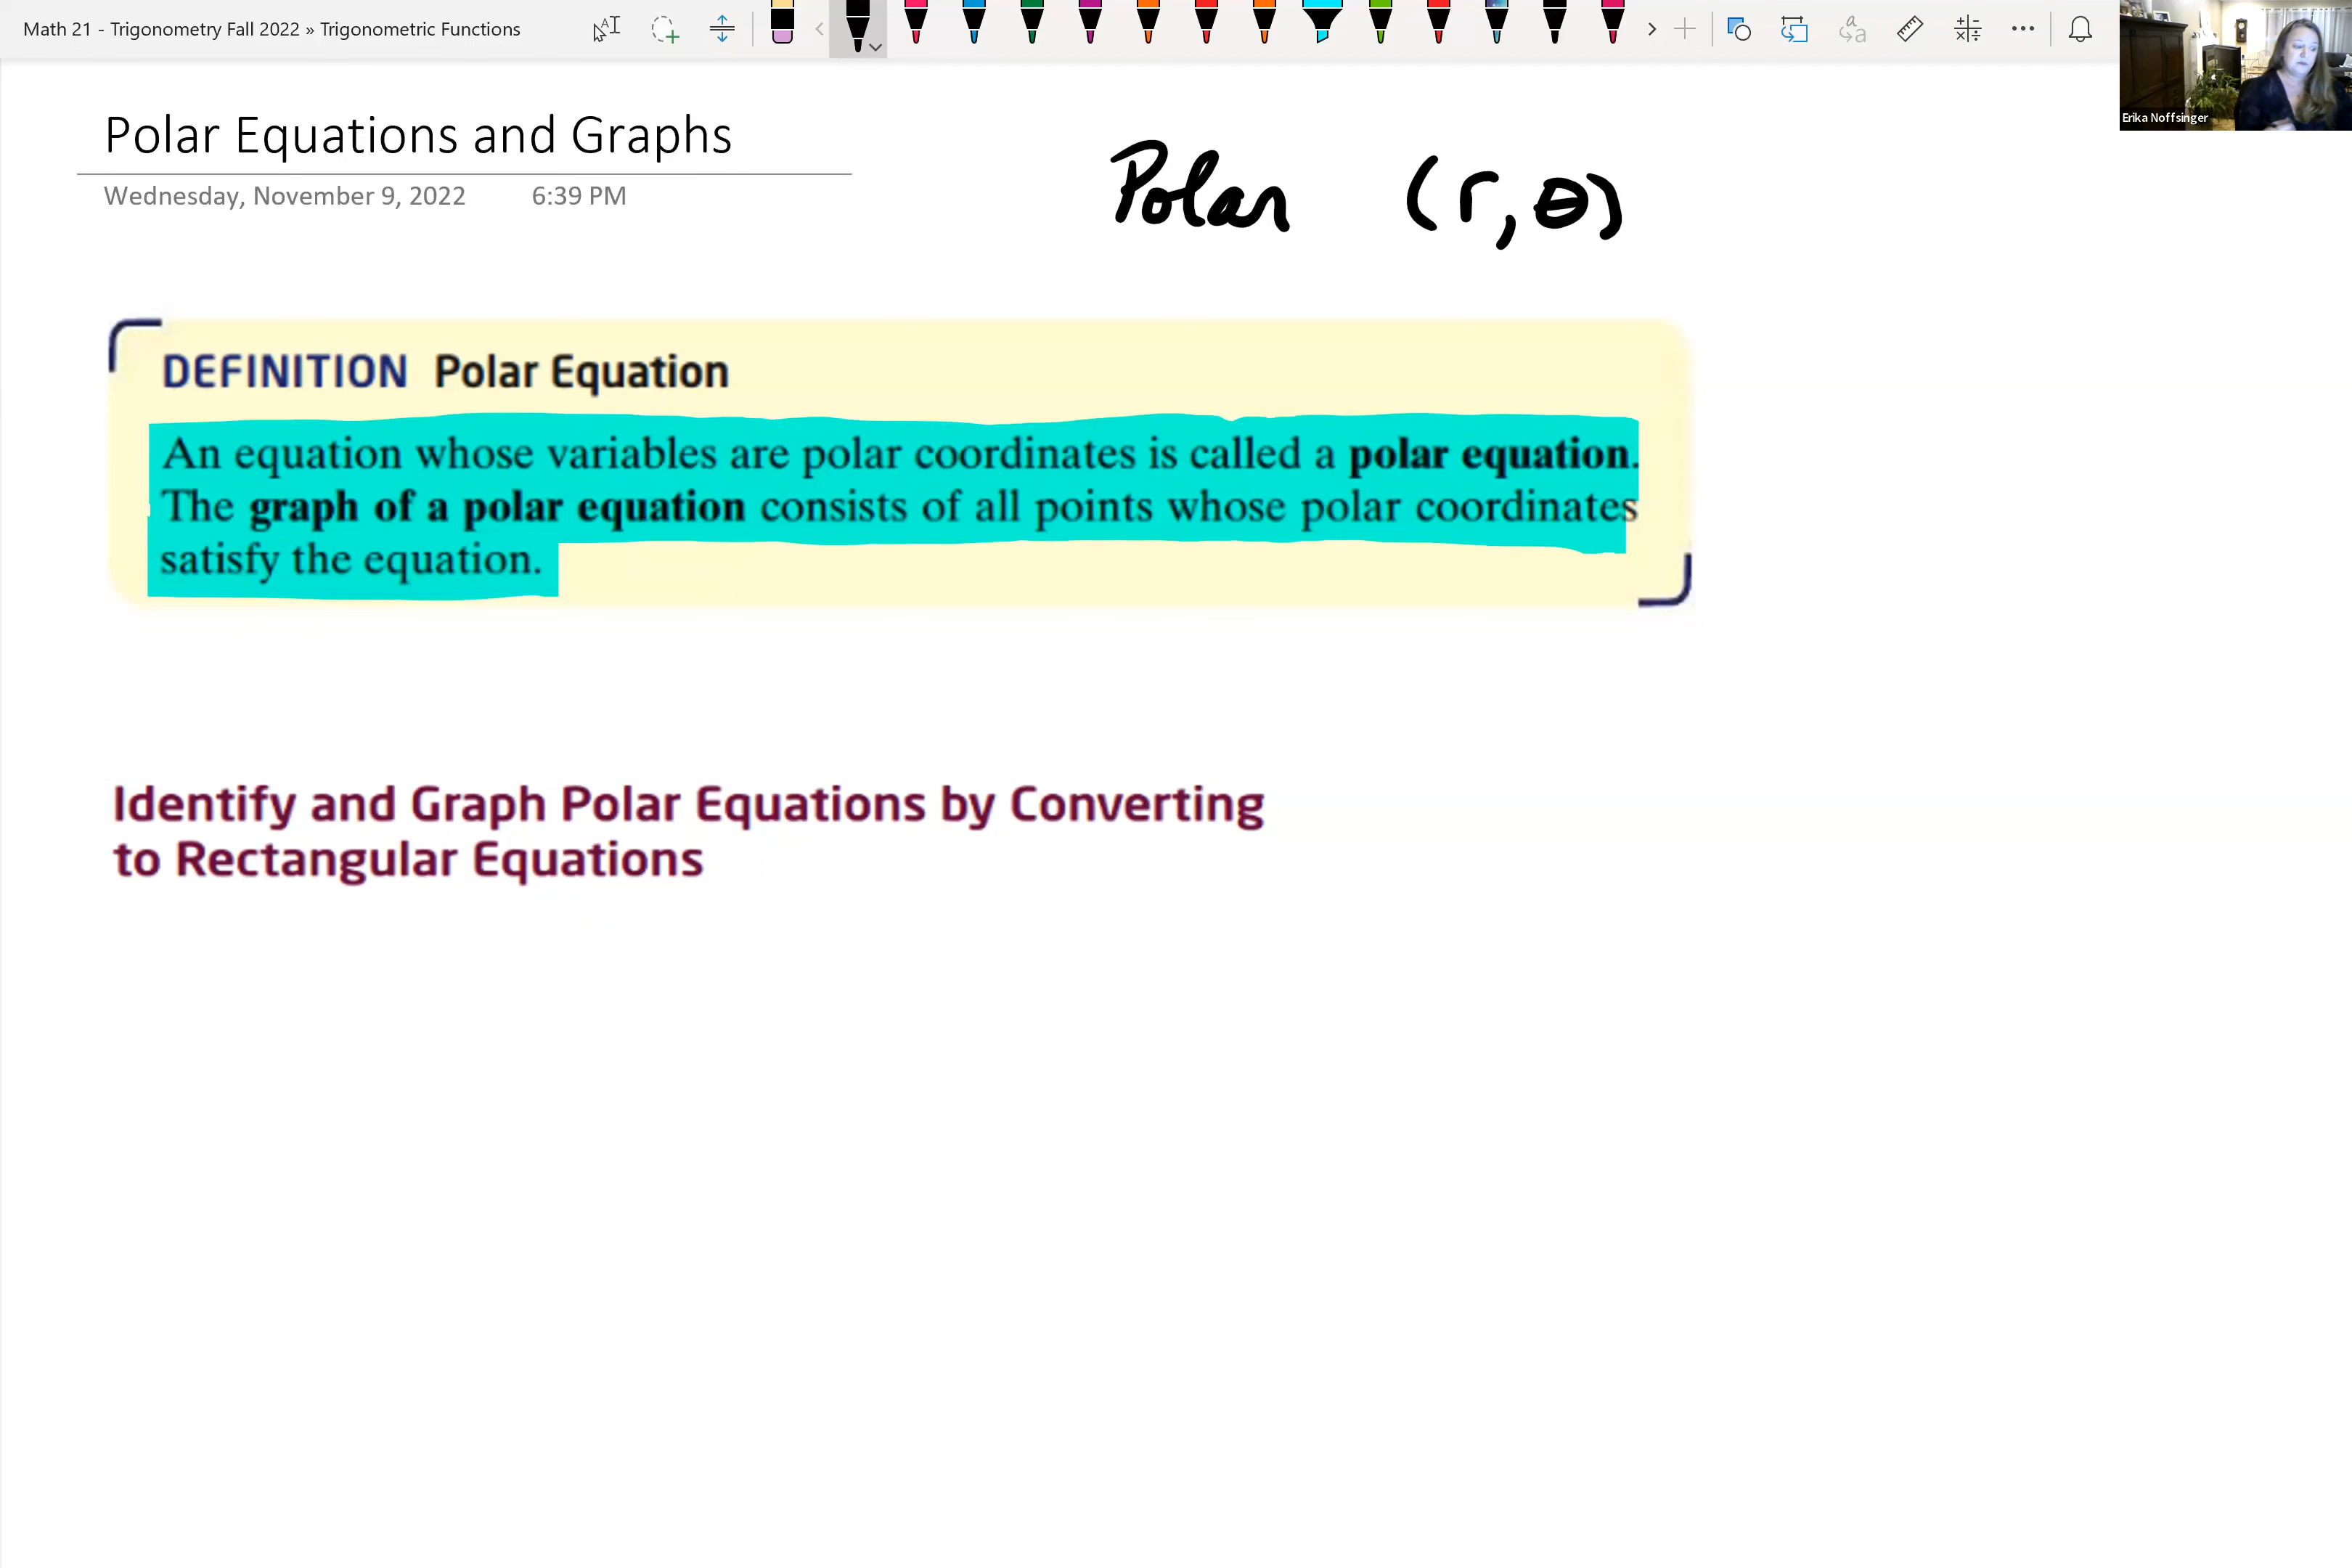 Math 21 - Trigonometry Fall 2022 » Trigonometric Functions
Erika Noffsinger
Polar Equations and Graphs
Wednesday, November 9, 2022 6:39 PM
Polar (r, θ)
DEFINITION Polar Equation
An equation whose variables are polar coordinates is called a polar equation.
The graph of a polar equation consists of all points whose polar coordinates
satisfy the equation.
Identify and Graph Polar Equations by Converting
to Rectangular Equations